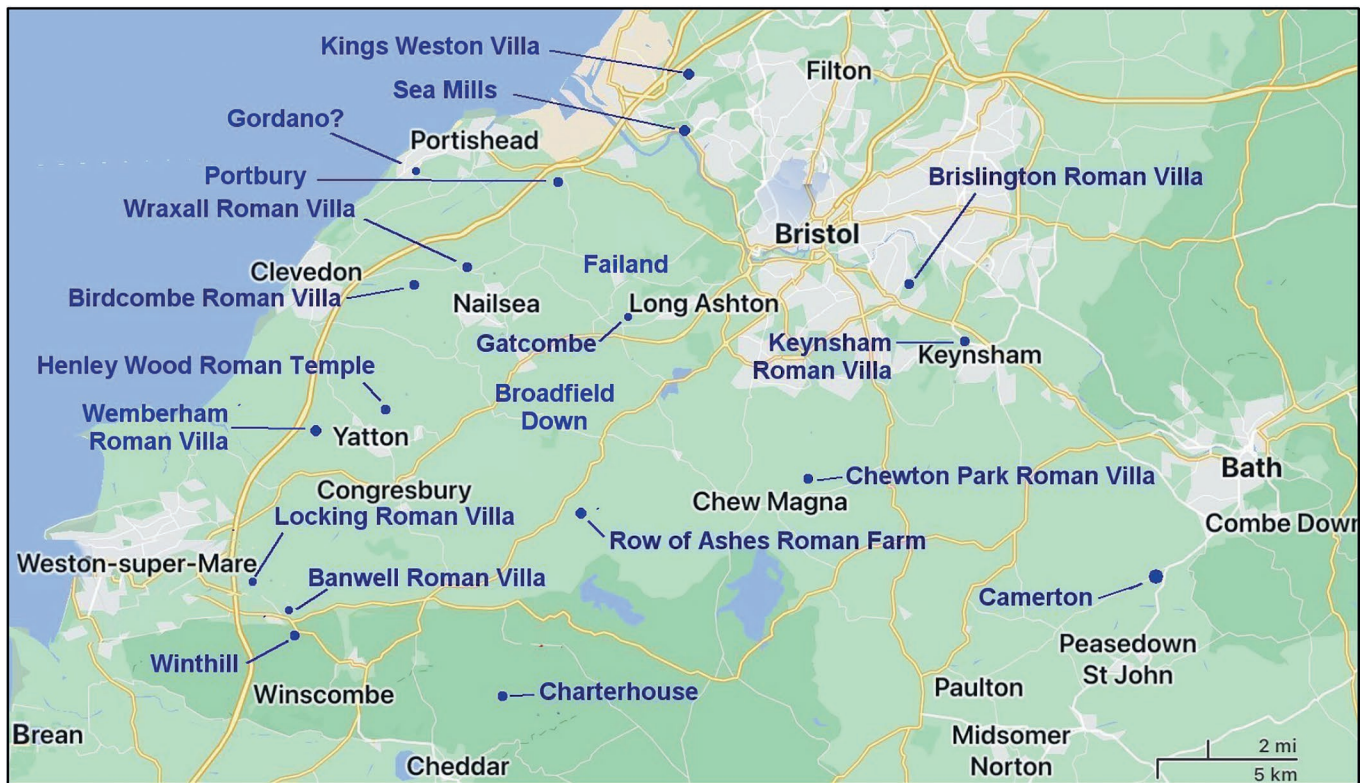 Kings Weston Villa
Filton
Sea Mills
Gordano?
Portishead
Portbury
Brislington Roman Villa
Wraxall Roman Villa
Bristol
Failand
Clevedon
Birdcombe Roman Villa
Nailsea
Long Ashton
Gatcombe
Keynsham
Roman Villa
Keynsham
Henley Wood Roman Temple
Broadfield
Down
Wemberham
Roman Villa
Yatton
Bath
Chewton Park Roman Villa
Congresbury
Chew Magna
Locking Roman Villa
Combe Down
Row of Ashes Roman Farm
Weston-super-Mare
Banwell Roman Villa
Camerton
Peasedown
St John
Winthill
Winscombe
Charterhouse
Paulton
Brean
Midsomer
Norton
Cheddar
2 mi
5 km